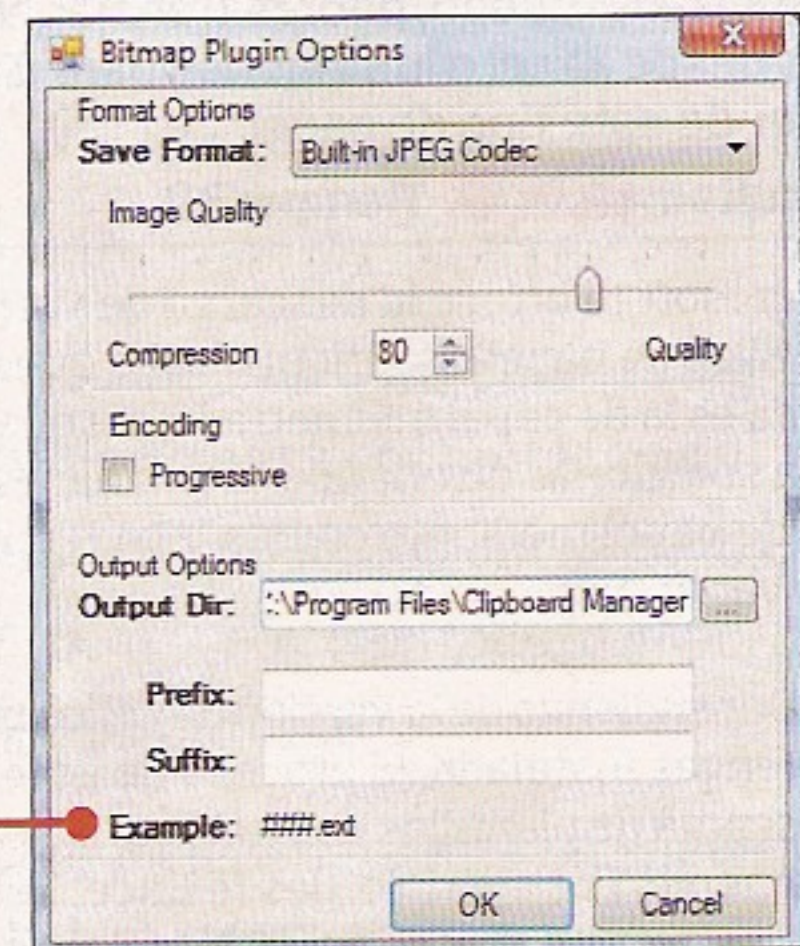 Bitmap Plugin Options
Format Options
Save Format: Built-in JPEG Codec
Image Quality
Compression 80 Quality
Encoding
Progressive
Output Options
Output Dir: :\Program Files\Clipboard Manager ...
Prefix:
Suffix:
Example: ###.ext
OK Cancel